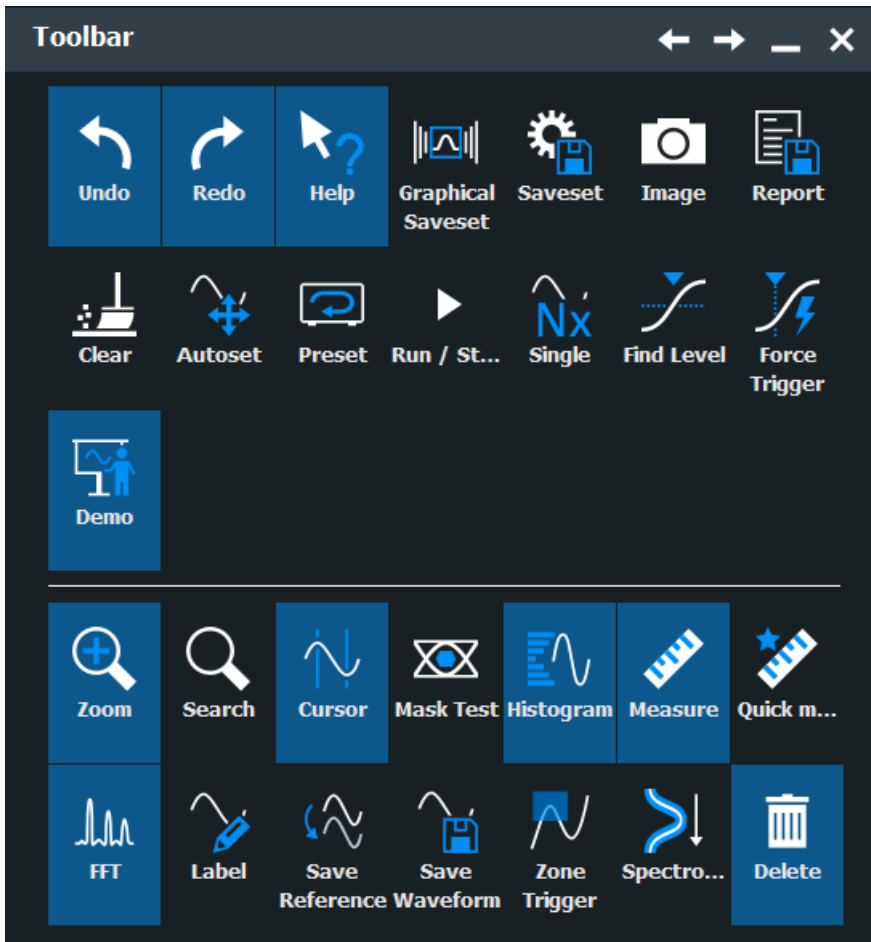 Toolbar
Undo
Redo
Help
Graphical
Saveset
Saveset
Image
Report
Clear
Autoset
Preset
Run / St...
Nx
Single
Find Level
Force
Trigger
Demo
Zoom
Search
Cursor
Mask Test
Histogram
Measure
Quick m...
FFT
Label
Save
Reference
Save
Waveform
Zone
Trigger
Spectro...
Delete